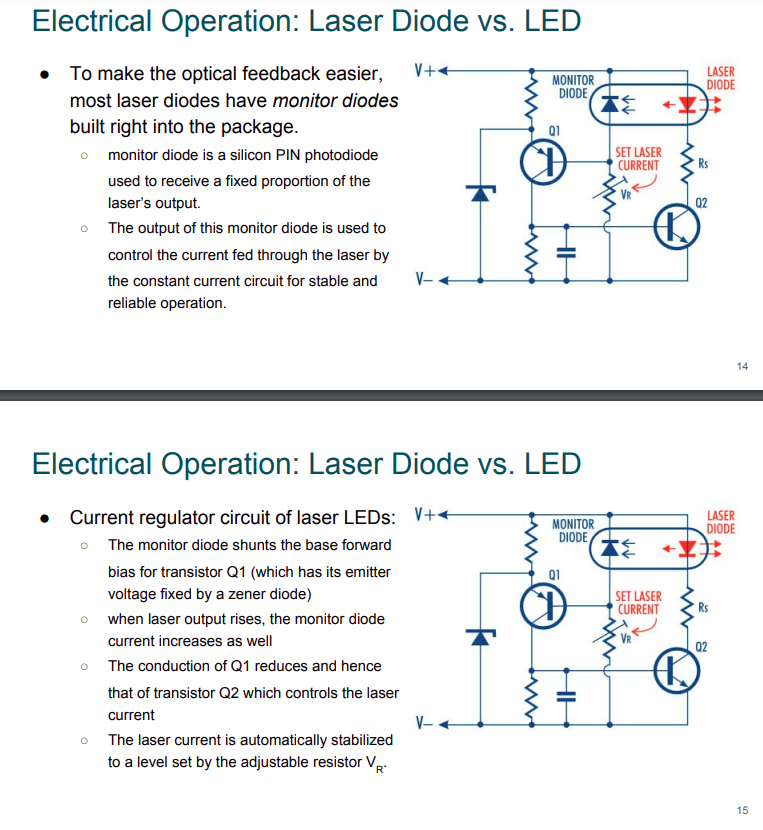 Electrical Operation: Laser Diode vs. LED
● To make the optical feedback easier,
most laser diodes have monitor diodes
built right into the package.
○ monitor diode is a silicon PIN photodiode
used to receive a fixed proportion of the
laser's output.
○ The output of this monitor diode is used to
control the current fed through the laser by
the constant current circuit for stable and
reliable operation.
V+
MONITOR
DIODE
LASER
DIODE
Q1
SET LASER
CURRENT
VR
Rs
Q2
V–
14
Electrical Operation: Laser Diode vs. LED
● Current regulator circuit of laser LEDs:
○ The monitor diode shunts the base forward
bias for transistor Q1 (which has its emitter
voltage fixed by a zener diode)
○ when laser output rises, the monitor diode
current increases as well
○ The conduction of Q1 reduces and hence
that of transistor Q2 which controls the laser
current
○ The laser current is automatically stabilized
to a level set by the adjustable resistor VR.
V+
MONITOR
DIODE
LASER
DIODE
Q1
SET LASER
CURRENT
VR
Rs
Q2
V–
15